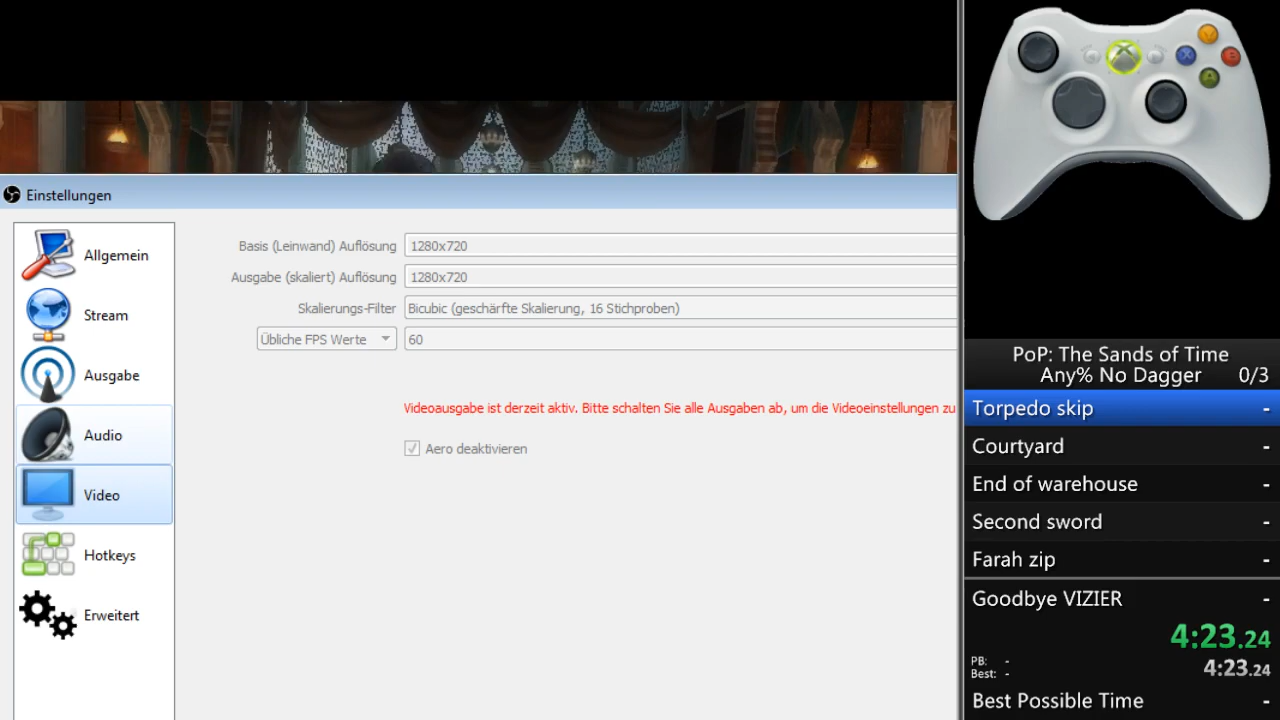 Einstellungen
Allgemein
Stream
Ausgabe
Audio
Video
Hotkeys
Erweitert
Basis (Leinwand) Auflösung 1280x720
Ausgabe (skaliert) Auflösung 1280x720
Skalierungs-Filter Bicubic (geschärfte Skalierung, 16 Stichproben)
Übliche FPS Werte 60
Videoausgabe ist derzeit aktiv. Bitte schalten Sie alle Ausgaben ab, um die Videoeinstellungen zu
Aero deaktivieren
PoP: The Sands of Time
Any% No Dagger 0/3
Torpedo skip -
Courtyard -
End of warehouse -
Second sword -
Farah zip -
Goodbye VIZIER -
4:23.24
PB: -
Best: - 4:23.24
Best Possible Time -